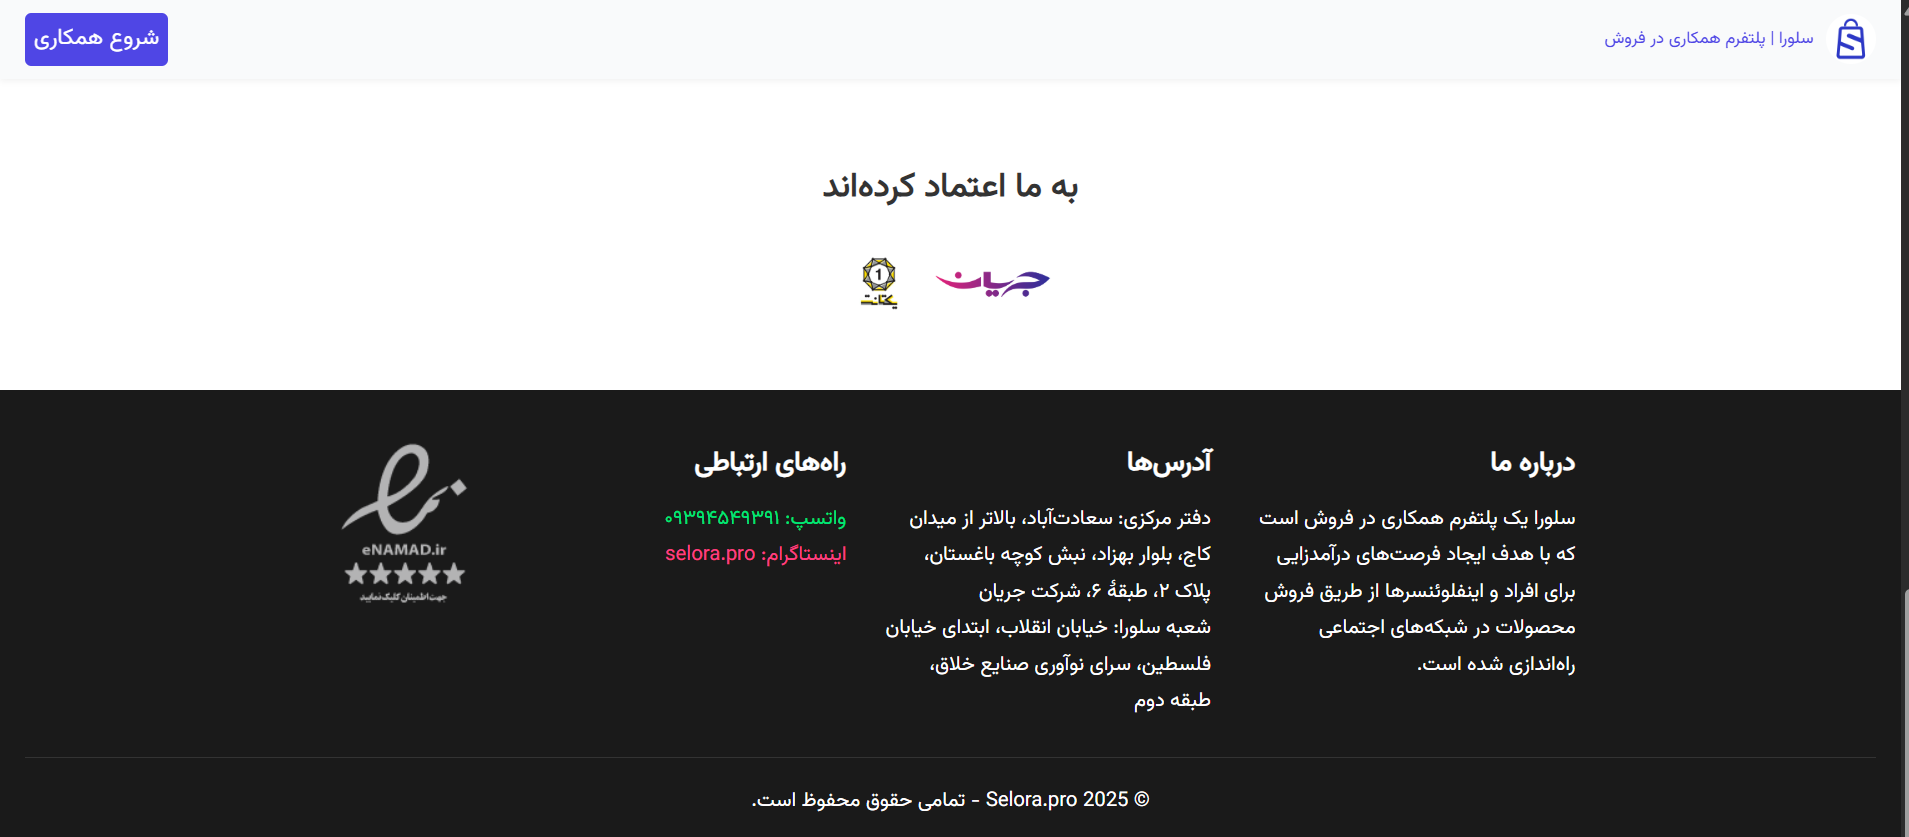 سلورا | پلتفرم همکاری در فروش
شروع همکاری
به ما اعتماد کرده‌اند
جریان
1
یکتانت
درباره ما
سلورا یک پلتفرم همکاری در فروش است
که با هدف ایجاد فرصت‌های درآمدزایی
برای افراد و اینفلوئنسرها از طریق فروش
محصولات در شبکه‌های اجتماعی
راه‌اندازی شده است.
آدرس‌ها
دفتر مرکزی: سعادت‌آباد، بالاتر از میدان
کاج، بلوار بهزاد، نبش کوچه باغستان،
پلاک ۲، طبقهٔ ۶، شرکت جریان
شعبه سلورا: خیابان انقلاب، ابتدای خیابان
فلسطین، سرای نوآوری صنایع خلاق،
طبقه دوم
راه‌های ارتباطی
واتسپ: ۰۹۳۹۴۵۴۹۳۹۱
اینستاگرام: selora.pro
eNAMAD.ir
جهت اطمینان کلیک نمایید
© 2025 Selora.pro - تمامی حقوق محفوظ است.